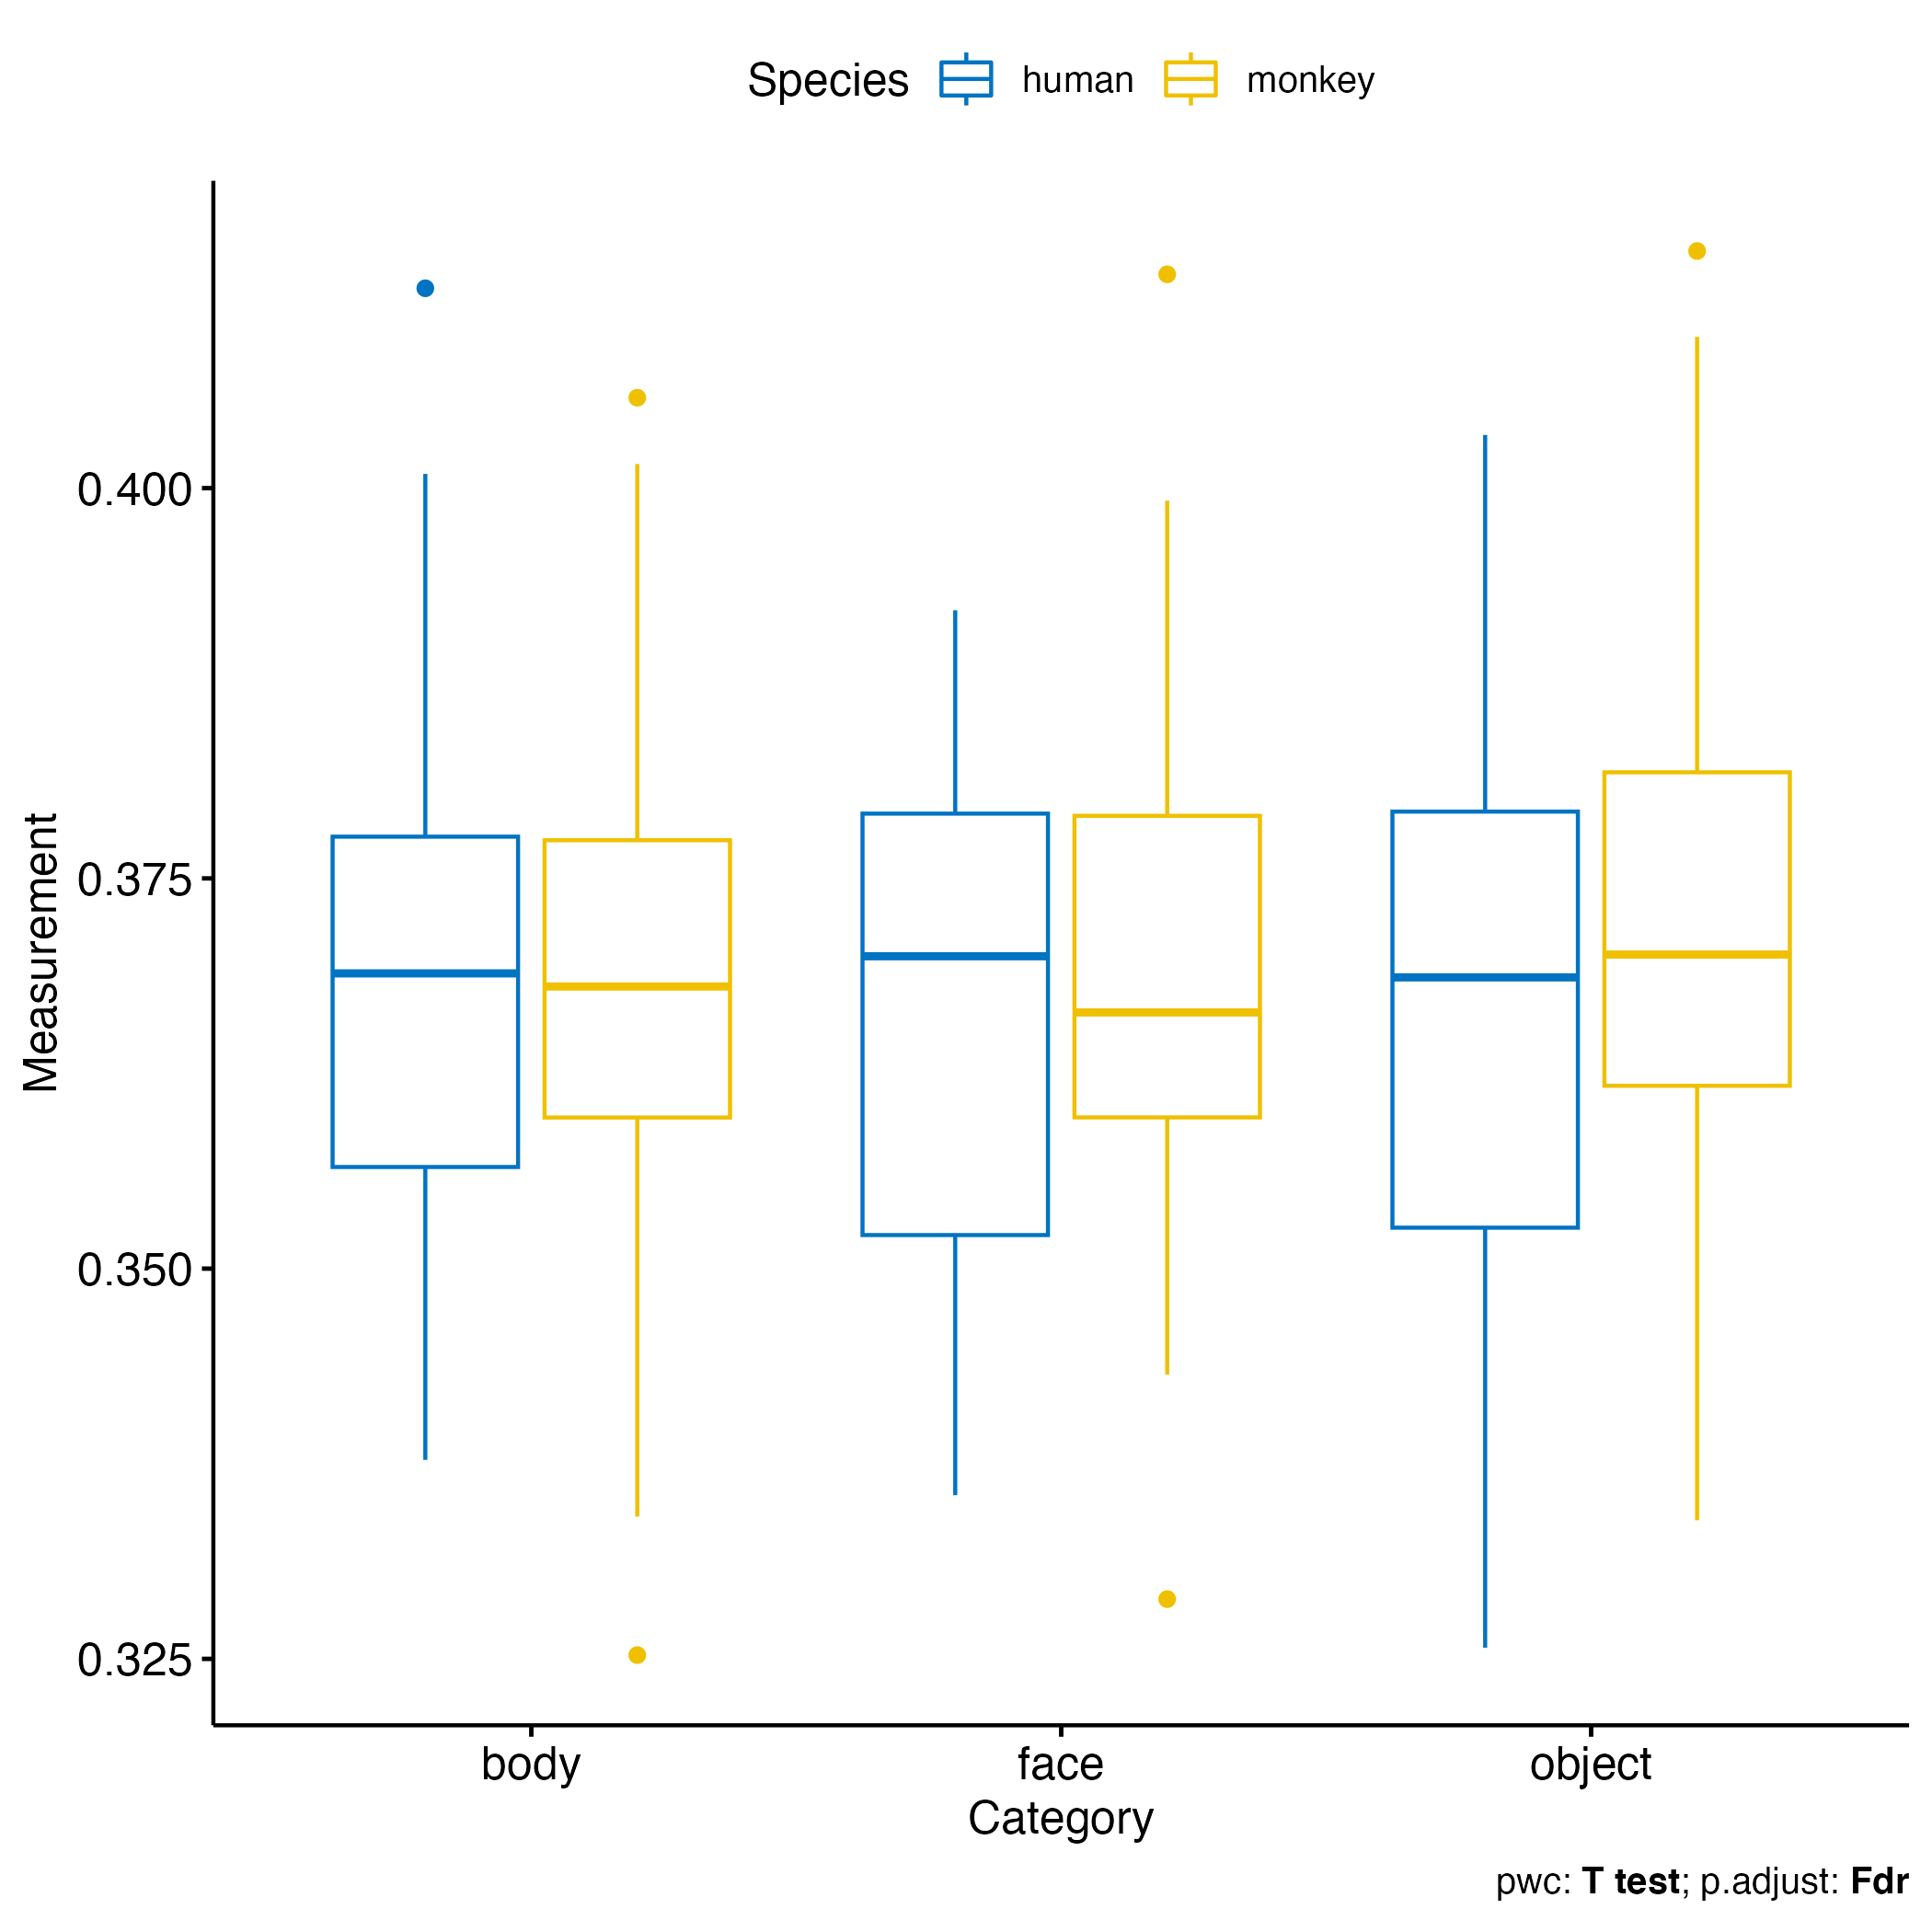 Species human monkey
Measurement
0.400
0.375
0.350
0.325
body face object
Category
pwc: T test; p.adjust: Fdr